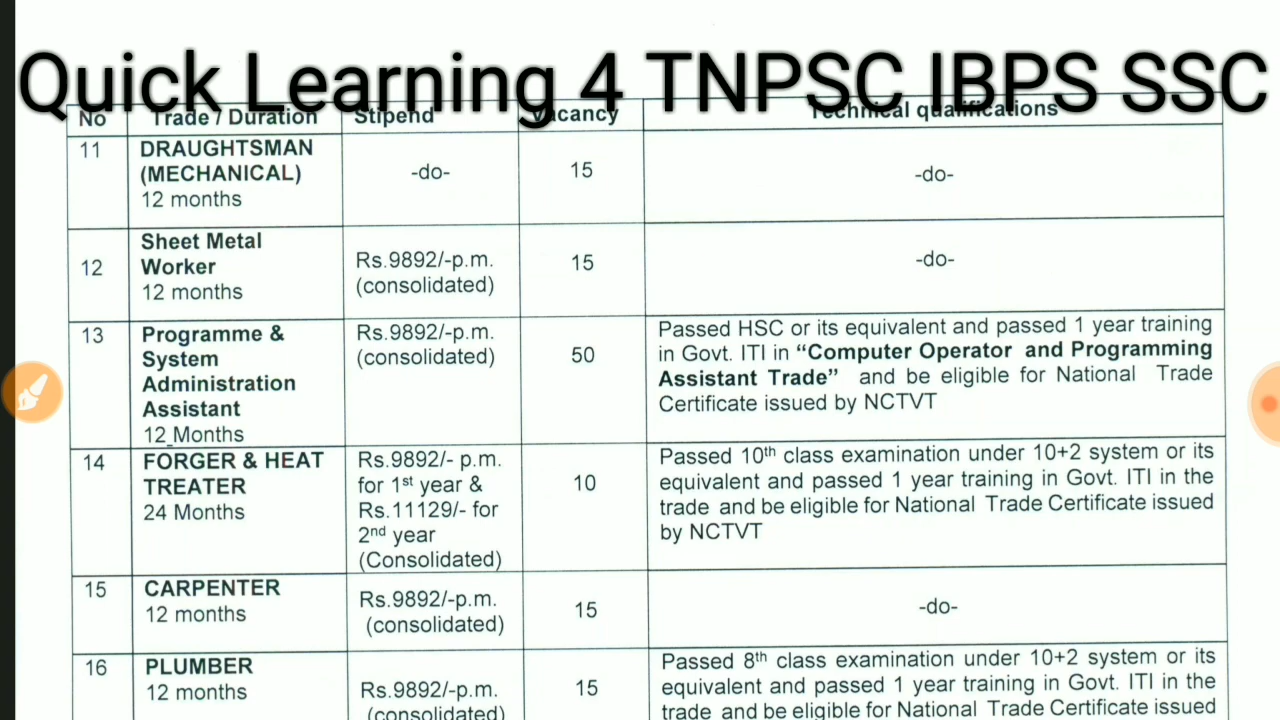 Quick Learning 4 TNPSC IBPS SSC
No Trade / Duration Stipend Vacancy Technical qualifications
11 DRAUGHTSMAN (MECHANICAL) 12 months -do- 15 -do-
12 Sheet Metal Worker 12 months Rs.9892/-p.m. (consolidated) 15 -do-
13 Programme & System Administration Assistant 12 Months Rs.9892/-p.m. (consolidated) 50 Passed HSC or its equivalent and passed 1 year training in Govt. ITI in “Computer Operator and Programming Assistant Trade” and be eligible for National Trade Certificate issued by NCTVT
14 FORGER & HEAT TREATER 24 Months Rs.9892/- p.m. for 1st year & Rs.11129/- for 2nd year (Consolidated) 10 Passed 10th class examination under 10+2 system or its equivalent and passed 1 year training in Govt. ITI in the trade and be eligible for National Trade Certificate issued by NCTVT
15 CARPENTER 12 months Rs.9892/-p.m. (consolidated) 15 -do-
16 PLUMBER 12 months Rs.9892/-p.m. (consolidated) 15 Passed 8th class examination under 10+2 system or its equivalent and passed 1 year training in Govt. ITI in the trade and be eligible for National Trade Certificate issued